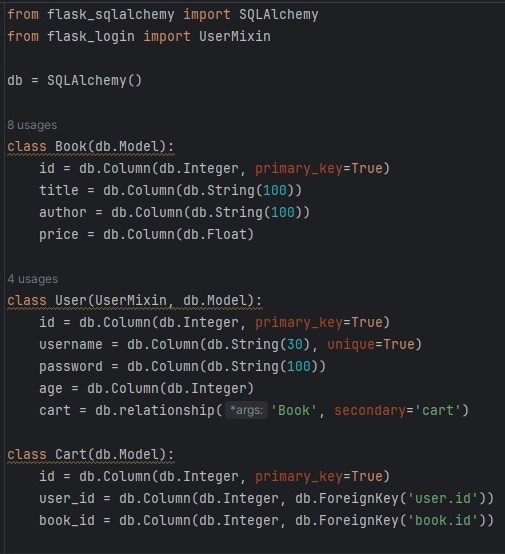 from flask_sqlalchemy import SQLAlchemy
from flask_login import UserMixin

db = SQLAlchemy()

8 usages
class Book(db.Model):
    id = db.Column(db.Integer, primary_key=True)
    title = db.Column(db.String(100))
    author = db.Column(db.String(100))
    price = db.Column(db.Float)

4 usages
class User(UserMixin, db.Model):
    id = db.Column(db.Integer, primary_key=True)
    username = db.Column(db.String(30), unique=True)
    password = db.Column(db.String(100))
    age = db.Column(db.Integer)
    cart = db.relationship( *args: 'Book', secondary='cart')

class Cart(db.Model):
    id = db.Column(db.Integer, primary_key=True)
    user_id = db.Column(db.Integer, db.ForeignKey('user.id'))
    book_id = db.Column(db.Integer, db.ForeignKey('book.id'))